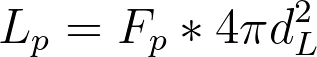 $L_p = F_p * 4\pi d_L^2$